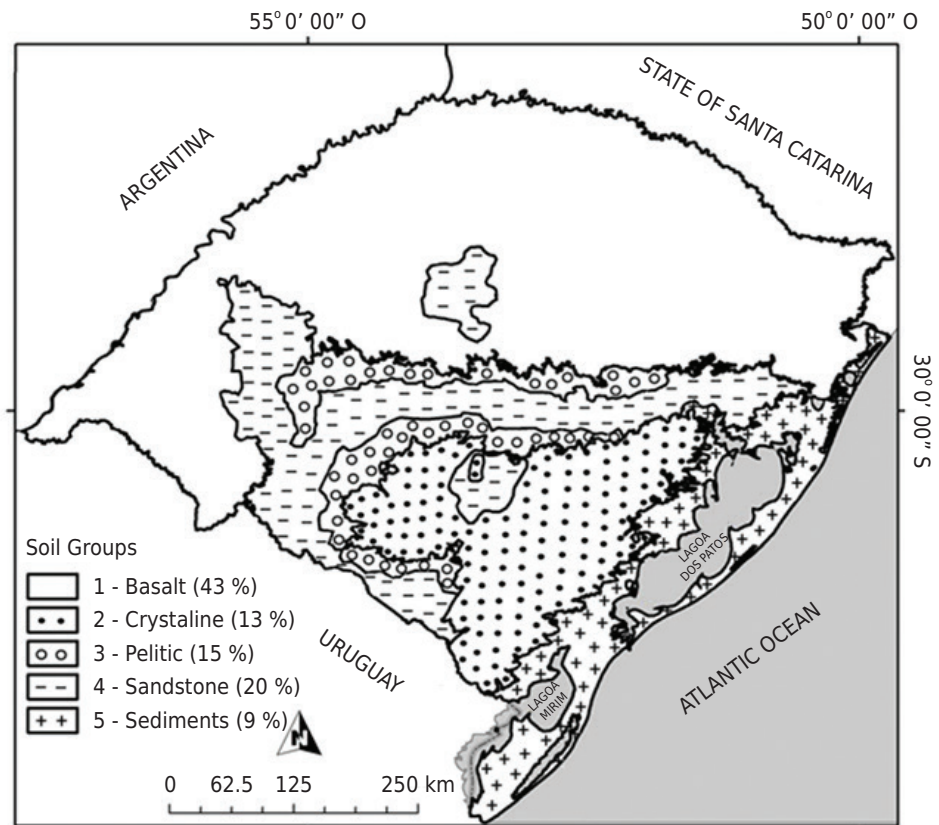 55° 0’ 00” O
50° 0’ 00” O
STATE OF SANTA CATARINA
ARGENTINA
30° 0’ 00” S
LAGOA
DOS PATOS
Soil Groups
1 - Basalt (43 %)
2 - Crystaline (13 %)
3 - Pelitic (15 %)
4 - Sandstone (20 %)
5 - Sediments (9 %)
URUGUAY
ATLANTIC OCEAN
LAGOA
MIRIM
N
0 62.5 125 250 km